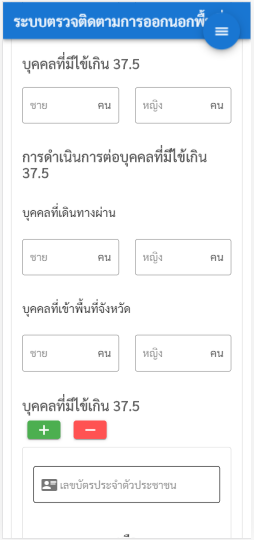 ระบบตรวจติดตามการออกนอกพื้
บุคคลที่มีไข้เกิน 37.5
ชาย คน หญิง คน
การดำเนินการต่อบุคคลที่มีไข้เกิน
37.5
บุคคลที่เดินทางผ่าน
ชาย คน หญิง คน
บุคคลที่เข้าพื้นที่จังหวัด
ชาย คน หญิง คน
บุคคลที่มีไข้เกิน 37.5
+ −
เลขบัตรประจำตัวประชาชน